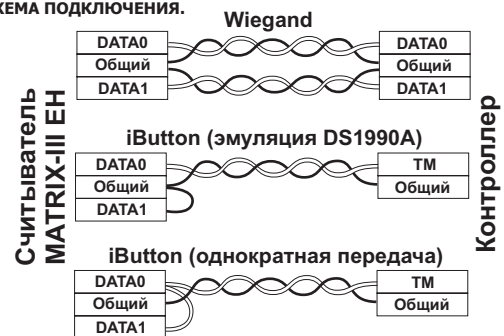 ХЕМА ПОДКЛЮЧЕНИЯ.
Wiegand
DATA0
Общий
DATA1
DATA0
Общий
DATA1
Считыватель
MATRIX-III EH
Контроллер
iButton (эмуляция DS1990A)
DATA0
Общий
DATA1
TM
Общий
iButton (однократная передача)
DATA0
Общий
DATA1
TM
Общий